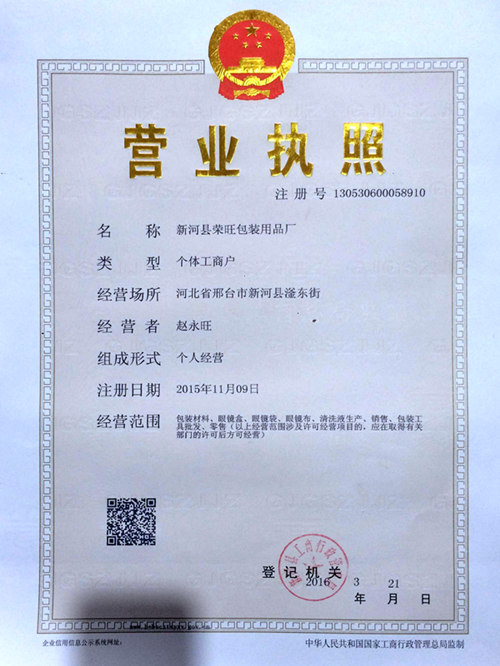 营业执照
注册号 130530600058910
名称 新河县荣旺包装用品厂
类型 个体工商户
经营场所 河北省邢台市新河县滏东街
经营者 赵永旺
组成形式 个人经营
注册日期 2015年11月09日
经营范围 包装材料、眼镜盒、眼镜袋、眼镜布、清洗液生产、销售、包装工
具批发、零售(以上经营范围涉及许可经营项目的,应在取得有关
部门的许可后方可经营)
登记机关
2016 3 21
年 月 日
企业信用信息公示系统网址:
中华人民共和国国家工商行政管理总局监制